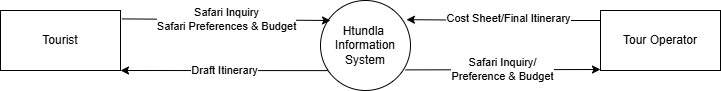 Tourist
Safari Inquiry
Safari Preferences & Budget
Draft Itinerary
Htundla
Information
System
Cost Sheet/Final Itinerary
Safari Inquiry/
Preference & Budget
Tour Operator